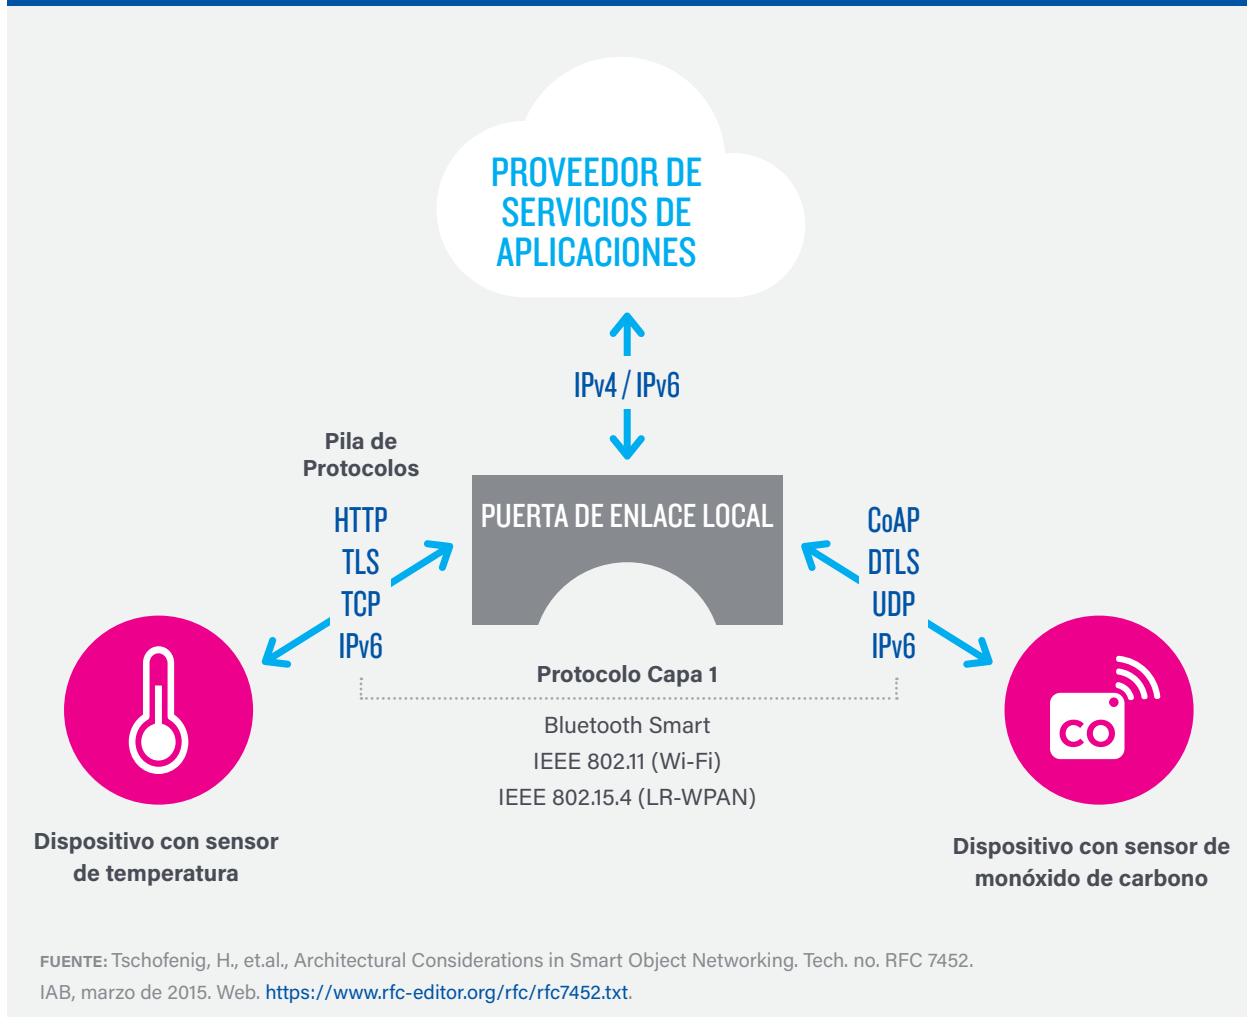 PROVEEDOR DE
SERVICIOS DE
APLICACIONES
IPv4 / IPv6
Pila de
Protocolos
HTTP
TLS
TCP
IPv6
PUERTA DE ENLACE LOCAL
CoAP
DTLS
UDP
IPv6
Protocolo Capa 1
Bluetooth Smart
IEEE 802.11 (Wi-Fi)
IEEE 802.15.4 (LR-WPAN)
CO
Dispositivo con sensor
de temperatura
Dispositivo con sensor de
monóxido de carbono
FUENTE: Tschofenig, H., et.al., Architectural Considerations in Smart Object Networking. Tech. no. RFC 7452.
IAB, marzo de 2015. Web. https://www.rfc-editor.org/rfc/rfc7452.txt.